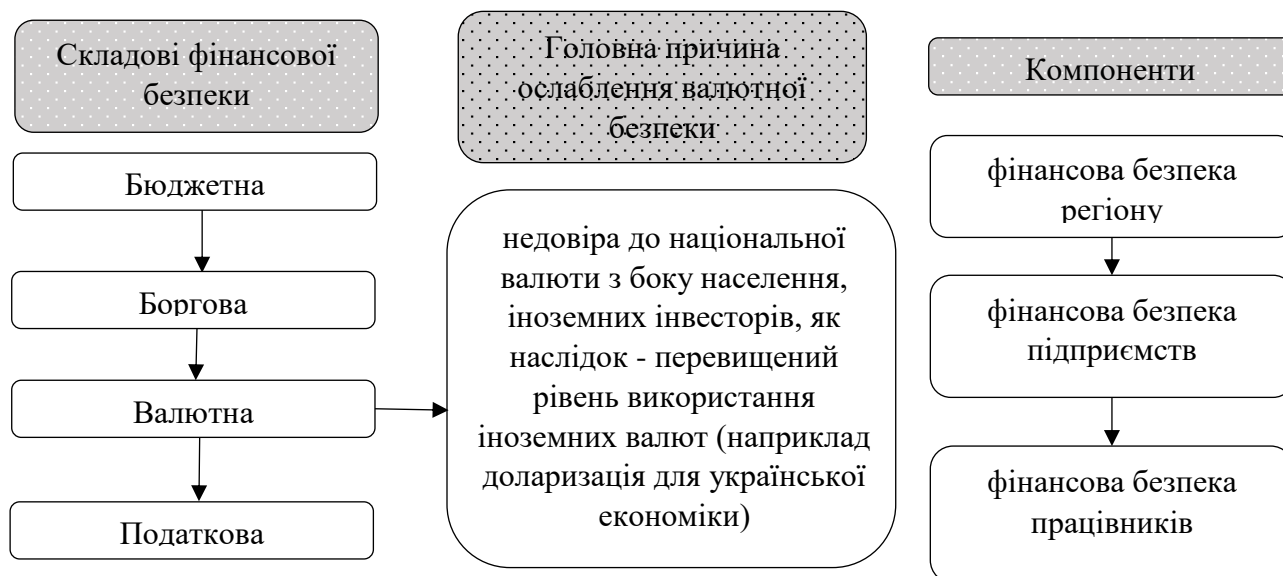 Складові фінансової
безпеки
Бюджетна
Боргова
Валютна
Податкова
Головна причина
ослаблення валютної
безпеки
недовіра до національної
валюти з боку населення,
іноземних інвесторів, як
наслідок - перевищений
рівень використання
іноземних валют (наприклад
доларизація для української
економіки)
Компоненти
фінансова безпека
регіону
фінансова безпека
підприємств
фінансова безпека
працівників